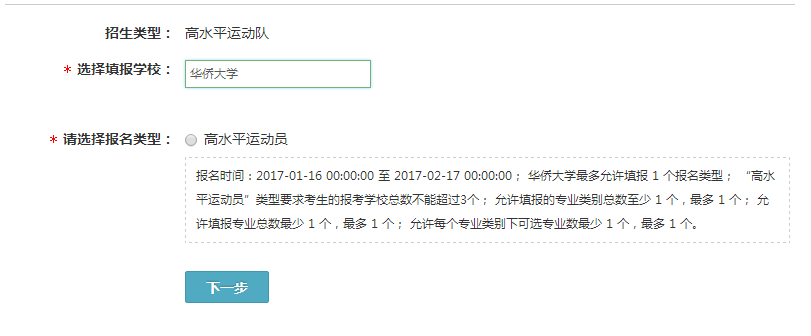 招生类型： 高水平运动队
* 选择填报学校： 华侨大学
* 请选择报名类型： 高水平运动员
报名时间：2017-01-16 00:00:00 至 2017-02-17 00:00:00； 华侨大学最多允许填报 1 个报名类型； “高水
平运动员”类型要求考生的报考学校总数不能超过3个； 允许填报的专业类别总数至少 1 个，最多 1 个； 允
许填报专业总数最少 1 个，最多 1 个； 允许每个专业类别下可选专业数最少 1 个，最多 1 个。
下一步